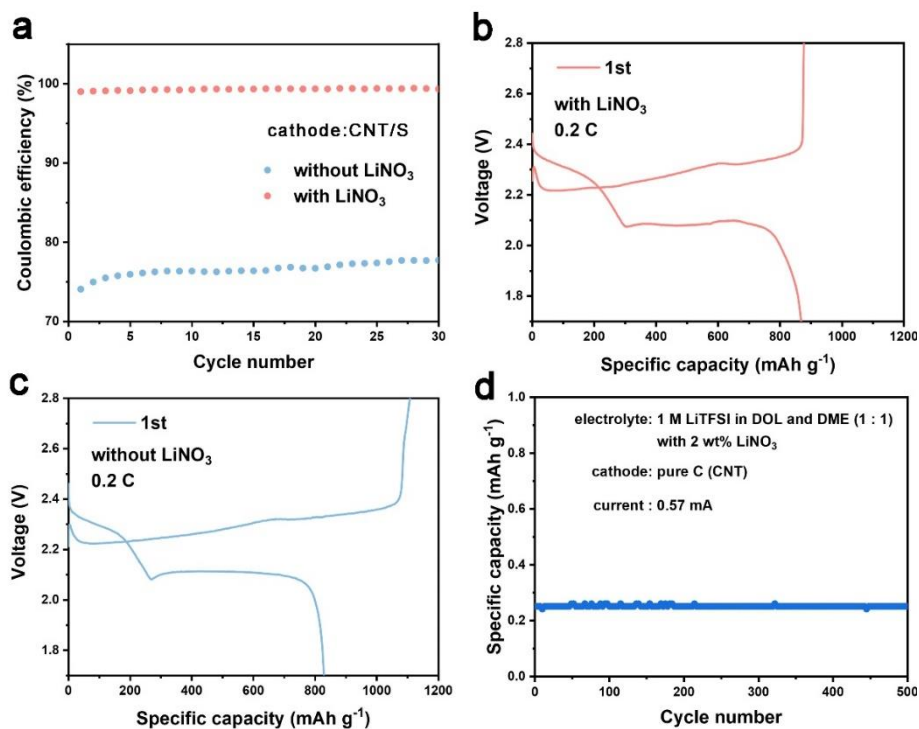 a
Coulombic efficiency (%)
100
90
80
70
0
5
10
15
20
25
30
Cycle number
cathode:CNT/S
without LiNO₃
with LiNO₃
b
Voltage (V)
2.8
2.4
2.2
2.0
1.8
0
200
400
600
800
1000
1200
Specific capacity (mAh g⁻¹)
1st
with LiNO₃
0.2 C
c
Voltage (V)
2.8
2.6
2.4
2.2
2.0
1.8
0
200
400
600
800
1000
1200
Specific capacity (mAh g⁻¹)
1st
without LiNO₃
0.2 C
d
Specific capacity (mAh g⁻¹)
1.0
0.8
0.6
0.4
0.2
0.0
0
50
100
200
300
400
500
Cycle number
electrolyte: 1 M LiTFSI in DOL and DME (1 : 1)
with 2 wt% LiNO₃
cathode: pure C (CNT)
current : 0.57 mA